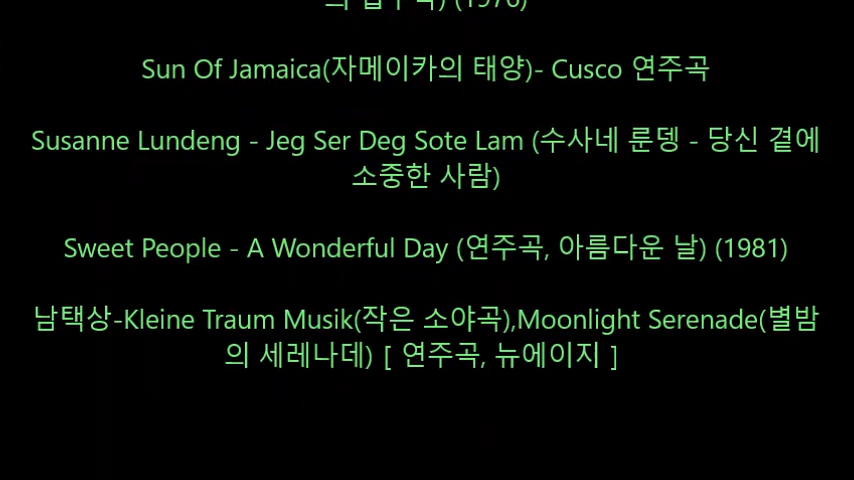 (1976)
Sun Of Jamaica(자메이카의 태양)- Cusco 연주곡
Susanne Lundeng - Jeg Ser Deg Sote Lam (수사네 룬뎅 - 당신 곁에
소중한 사람)
Sweet People - A Wonderful Day (연주곡, 아름다운 날) (1981)
남택상-Kleine Traum Musik(작은 소야곡),Moonlight Serenade(별밤
의 세레나데) [ 연주곡, 뉴에이지 ]